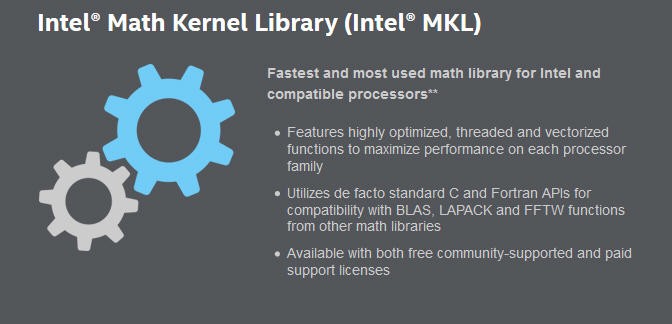 Intel® Math Kernel Library (Intel® MKL)
Fastest and most used math library for Intel and
compatible processors**
• Features highly optimized, threaded and vectorized
functions to maximize performance on each processor
family
• Utilizes de facto standard C and Fortran APIs for
compatibility with BLAS, LAPACK and FFTW functions
from other math libraries
• Available with both free community-supported and paid
support licenses